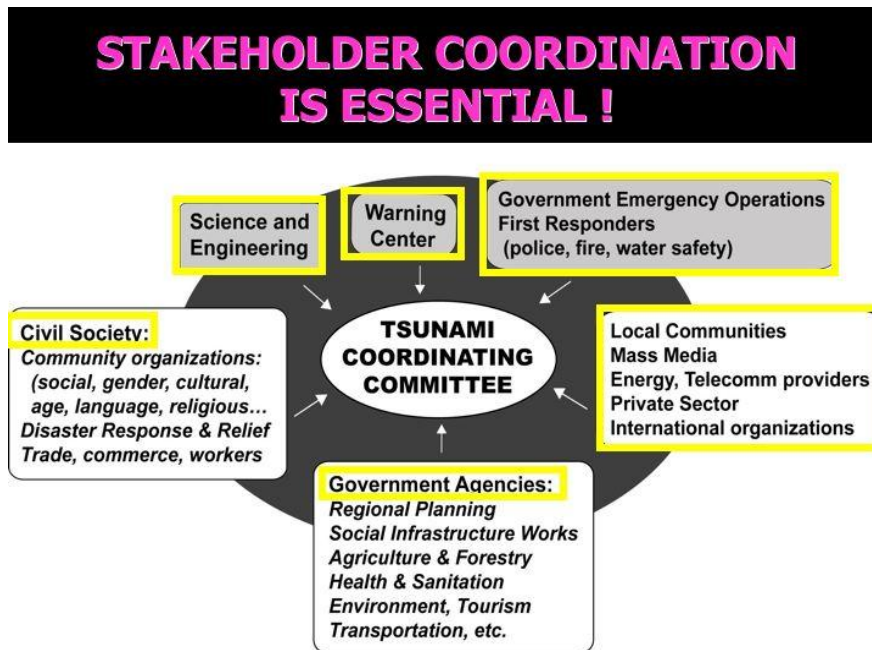 STAKEHOLDER COORDINATION
IS ESSENTIAL !
Science and
Engineering
Warning
Center
Government Emergency Operations
First Responders
(police, fire, water safety)
Civil Society:
Community organizations:
(social, gender, cultural,
age, language, religious…
Disaster Response & Relief
Trade, commerce, workers
TSUNAMI
COORDINATING
COMMITTEE
Local Communities
Mass Media
Energy, Telecomm providers
Private Sector
International organizations
Government Agencies:
Regional Planning
Social Infrastructure Works
Agriculture & Forestry
Health & Sanitation
Environment, Tourism
Transportation, etc.